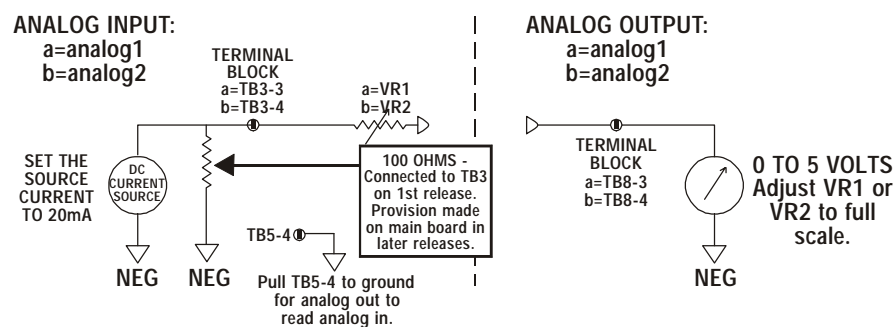 ANALOG INPUT:
a=analog1
b=analog2
TERMINAL
BLOCK
a=TB3-3
b=TB3-4
a=VR1
b=VR2
SET THE
SOURCE
CURRENT
TO 20mA
DC
CURRENT
SOURCE
100 OHMS -
Connected to TB3
on 1st release.
Provision made
on main board in
later releases.
NEG
NEG
TB5-4
Pull TB5-4 to ground
for analog out to
read analog in.
ANALOG OUTPUT:
a=analog1
b=analog2
TERMINAL
BLOCK
a=TB8-3
b=TB8-4
0 TO 5 VOLTS
Adjust VR1 or
VR2 to full
scale.
NEG